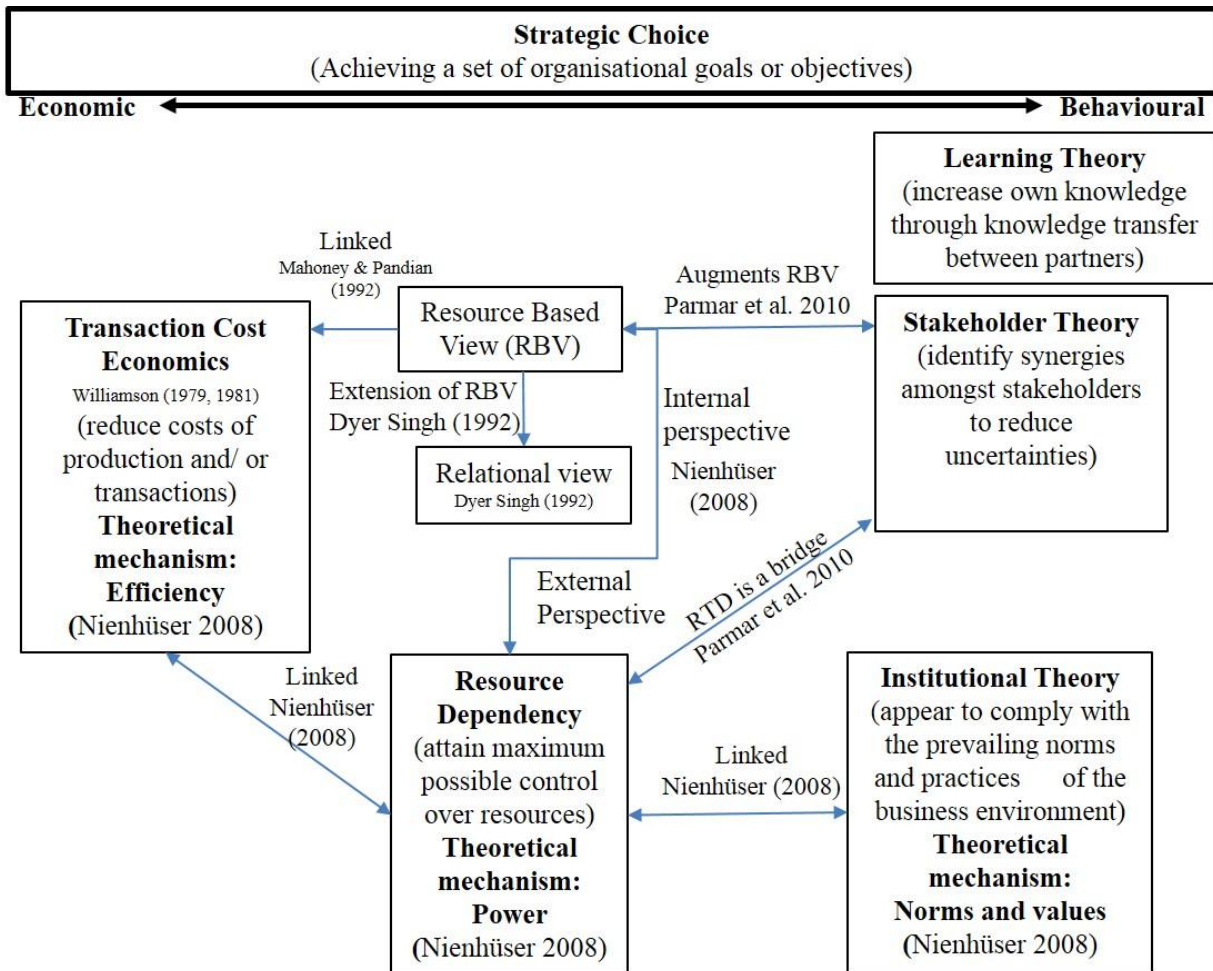 Strategic Choice
(Achieving a set of organisational goals or objectives)
Economic
Behavioural
Learning Theory
(increase own knowledge
through knowledge transfer
between partners)
Linked
Mahoney & Pandian
(1992)
Augments RBV
Parmar et al. 2010
Resource Based
View (RBV)
Transaction Cost
Economics
Williamson (1979, 1981)
(reduce costs of
production and/ or
transactions)
Theoretical
mechanism:
Efficiency
(Nienhüser 2008)
Extension of RBV
Dyer Singh (1992)
Relational view
Dyer Singh (1992)
Internal
perspective
Nienhüser
(2008)
Stakeholder Theory
(identify synergies
amongst stakeholders
to reduce
uncertainties)
External
Perspective
RTD is a bridge
Parmar et al. 2010
Linked
Nienhüser
(2008)
Resource
Dependency
(attain maximum
possible control
over resources)
Theoretical
mechanism:
Power
(Nienhüser 2008)
Linked
Nienhüser (2008)
Institutional Theory
(appear to comply with
the prevailing norms
and practices of the
business environment)
Theoretical
mechanism:
Norms and values
(Nienhüser 2008)